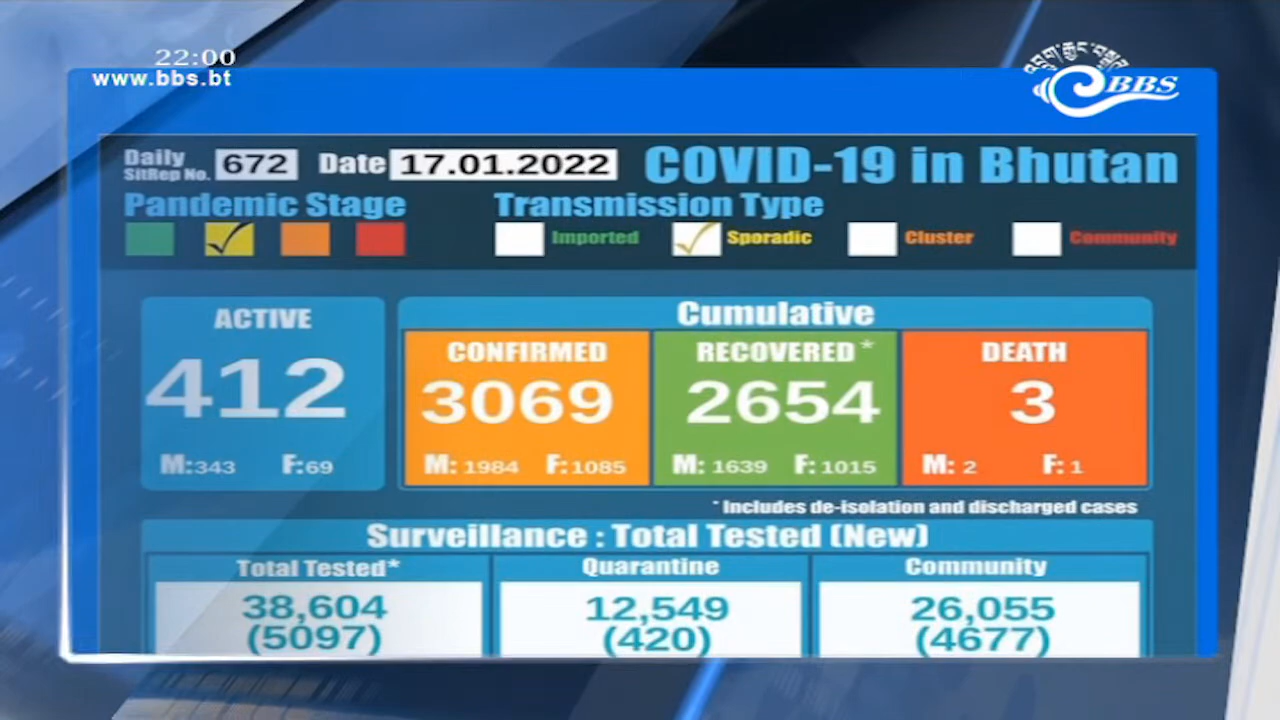 22:00
www.bbs.bt
འབྲུག་རྒྱང་བསྒྲགས
BBS
Daily SitRep No. 672 Date 17.01.2022 COVID-19 in Bhutan
Pandemic Stage Transmission Type
Imported Sporadic Cluster Community
ACTIVE
412
M:343 F:69
Cumulative
CONFIRMED RECOVERED* DEATH
3069 2654 3
M: 1984 F:1085 M: 1639 F:1015 M: 2 F: 1
* Includes de-isolation and discharged cases
Surveillance : Total Tested (New)
Total Tested* Quarantine Community
38,604 12,549 26,055
(5097) (420) (4677)